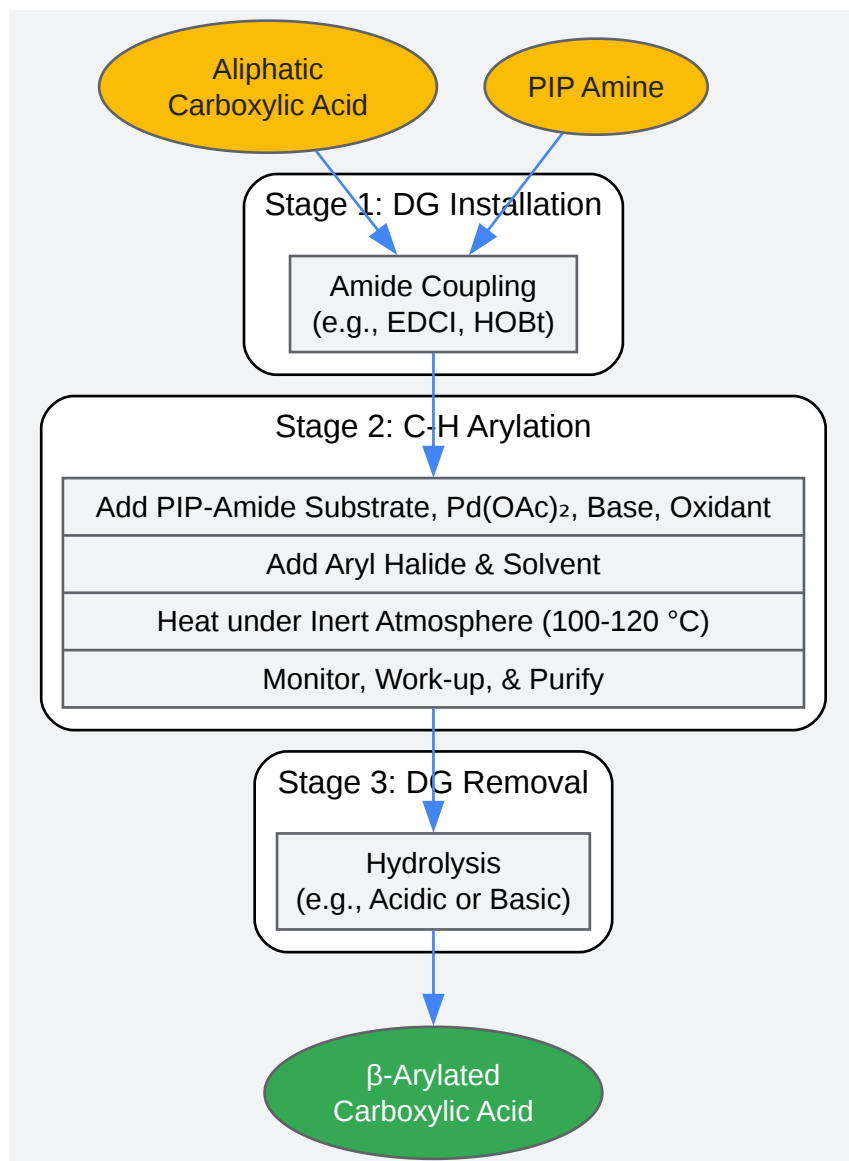 Aliphatic
Carboxylic Acid
PIP Amine
Stage 1: DG Installation
Amide Coupling
(e.g., EDCI, HOBt)
Stage 2: C-H Arylation
Add PIP-Amide Substrate, Pd(OAc)₂, Base, Oxidant
Add Aryl Halide & Solvent
Heat under Inert Atmosphere (100-120 °C)
Monitor, Work-up, & Purify
Stage 3: DG Removal
Hydrolysis
(e.g., Acidic or Basic)
β-Arylated
Carboxylic Acid